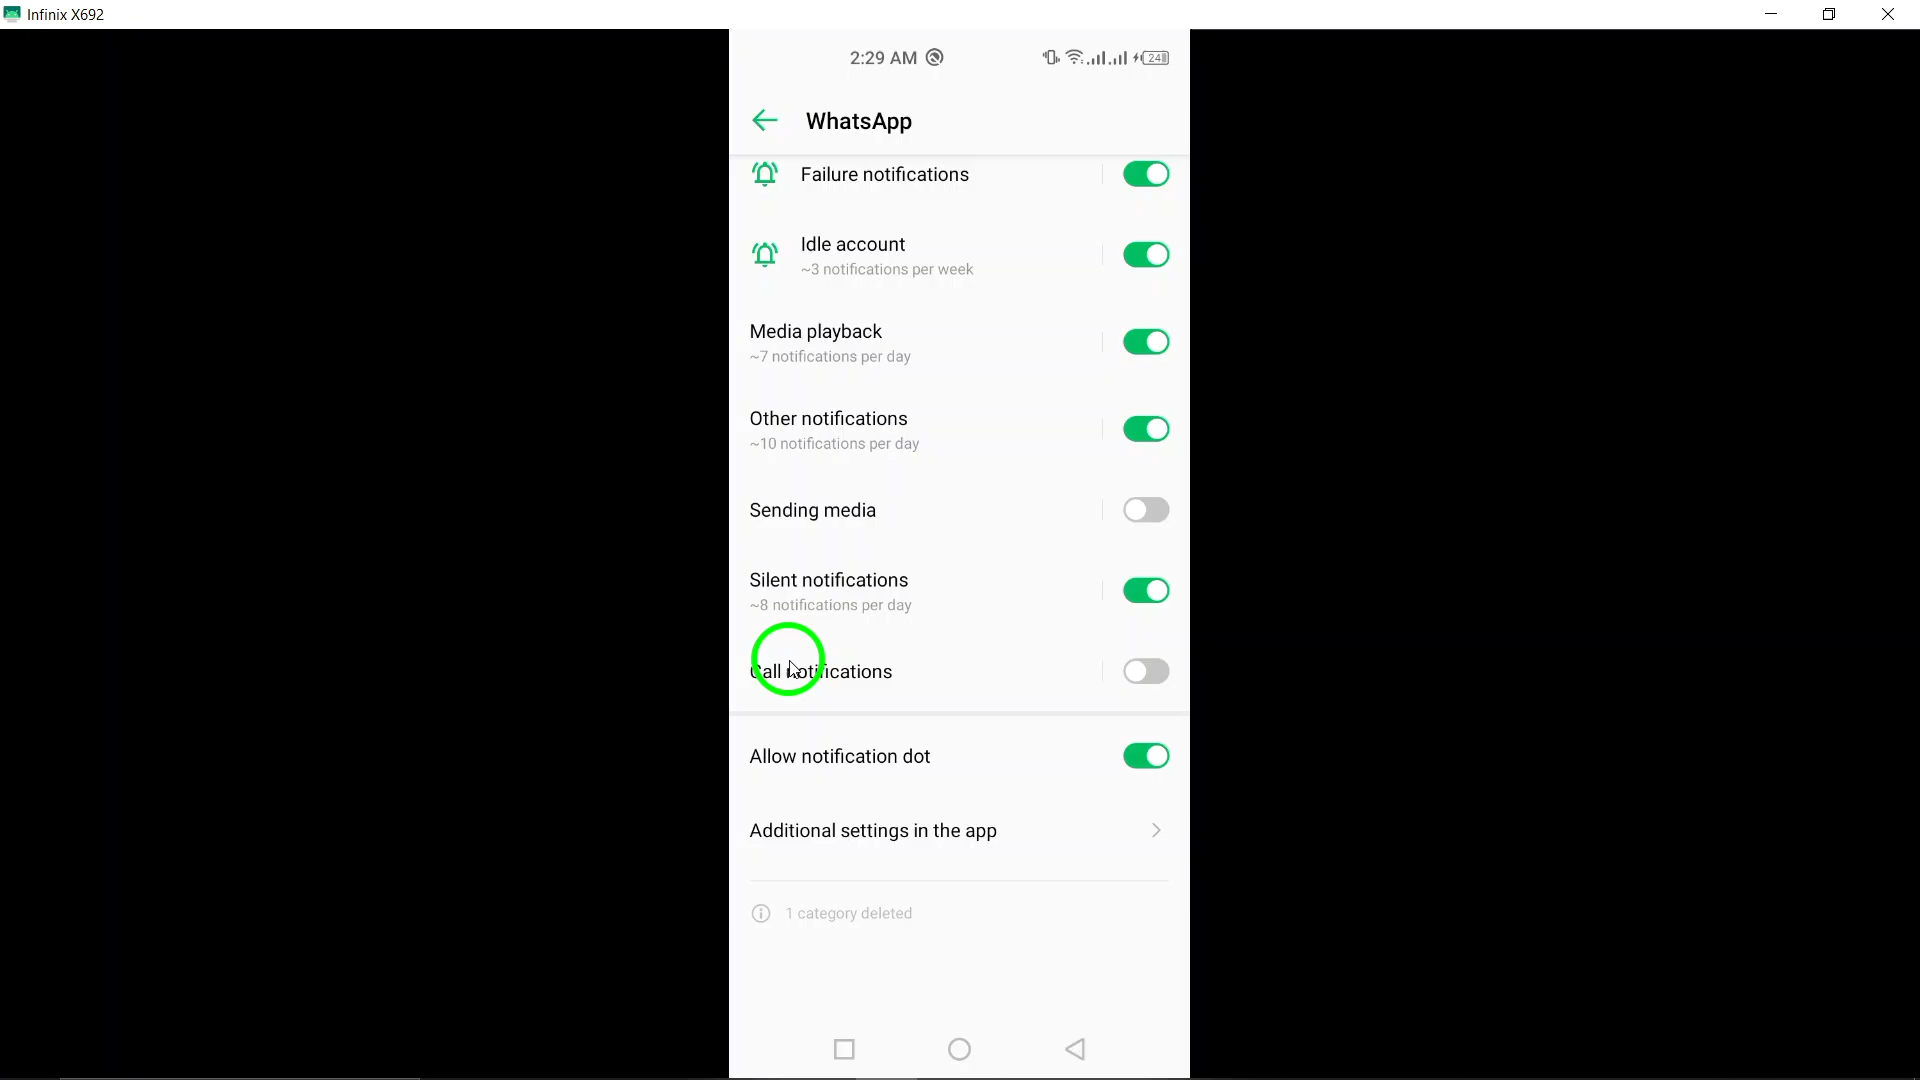 Infinix X692
2:29 AM
24
WhatsApp
Failure notifications
Idle account
~3 notifications per week
Media playback
~7 notifications per day
Other notifications
~10 notifications per day
Sending media
Silent notifications
~8 notifications per day
Call notifications
Allow notification dot
Additional settings in the app
1 category deleted